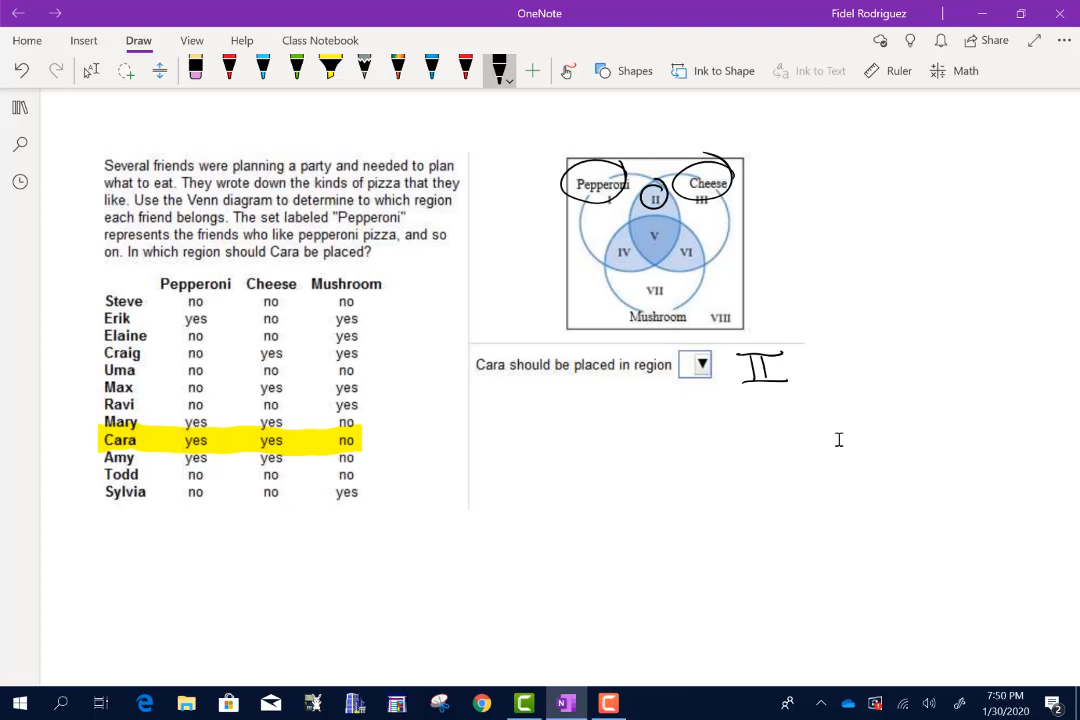 OneNote
Fidel Rodriguez
Home Insert Draw View Help Class Notebook
Share
Shapes Ink to Shape Ink to Text Ruler Math
Several friends were planning a party and needed to plan
what to eat. They wrote down the kinds of pizza that they
like. Use the Venn diagram to determine to which region
each friend belongs. The set labeled "Pepperoni"
represents the friends who like pepperoni pizza, and so
on. In which region should Cara be placed?
Pepperoni Cheese Mushroom
Steve no no no
Erik yes no yes
Elaine no no yes
Craig no yes yes
Uma no no no
Max no yes yes
Ravi no no yes
Mary yes yes no
Cara yes yes no
Amy yes yes no
Todd no no no
Sylvia no no yes
Pepperoni Cheese
I II III
V
IV VI
VII
Mushroom VIII
Cara should be placed in region
II
7:50 PM
1/30/2020
2